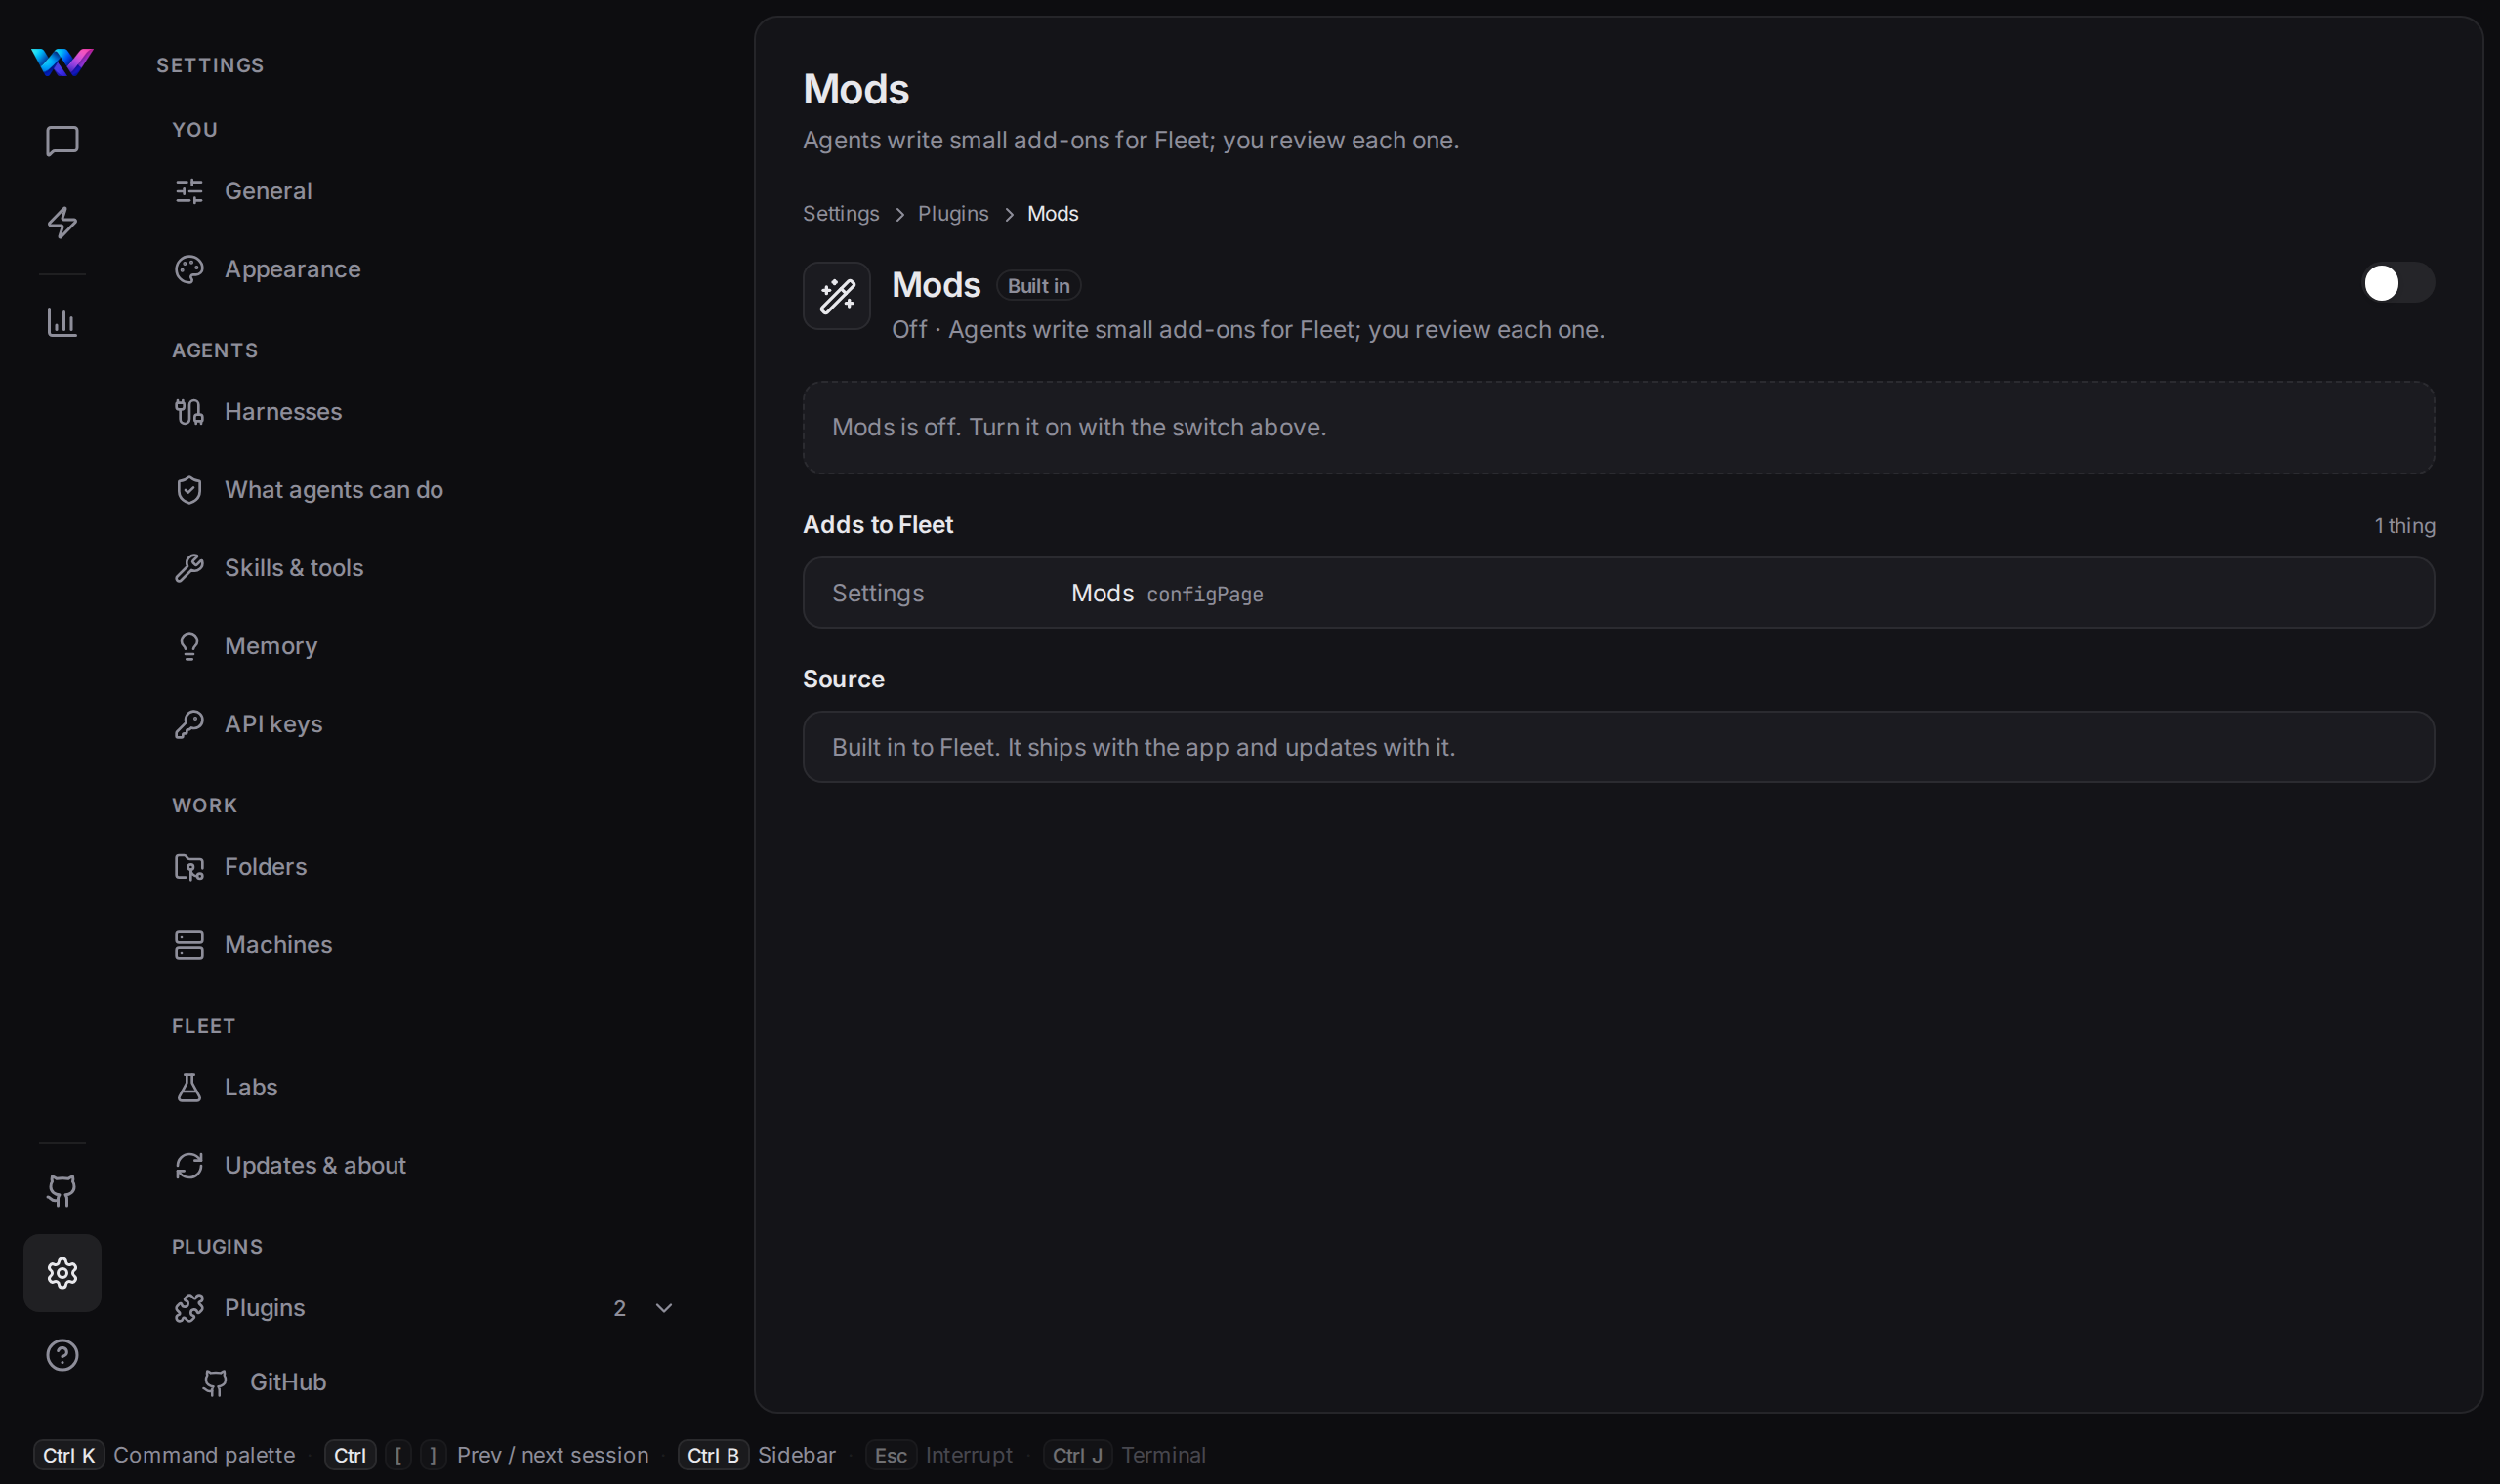 SETTINGS
YOU
General
Appearance
AGENTS
Harnesses
What agents can do
Skills & tools
Memory
API keys
WORK
Folders
Machines
FLEET
Labs
Updates & about
PLUGINS
Plugins 2
GitHub
Mods
Agents write small add-ons for Fleet; you review each one.
Settings > Plugins > Mods
Mods Built in
Off · Agents write small add-ons for Fleet; you review each one.
Mods is off. Turn it on with the switch above.
Adds to Fleet 1 thing
Settings Mods configPage
Source
Built in to Fleet. It ships with the app and updates with it.
Ctrl K Command palette · Ctrl [ ] Prev / next session · Ctrl B Sidebar · Esc Interrupt · Ctrl J Terminal